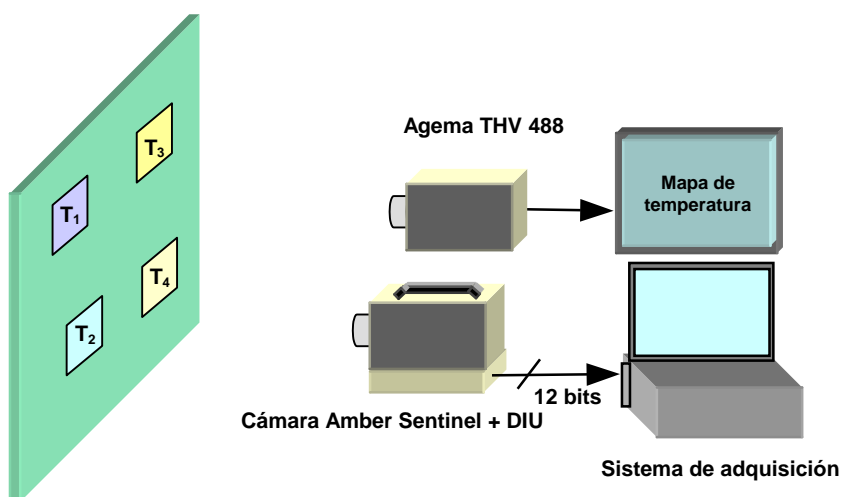 Agema THV 488
T3
T1
Mapa de
temperatura
T4
T2
12 bits
Cámara Amber Sentinel + DIU
Sistema de adquisición